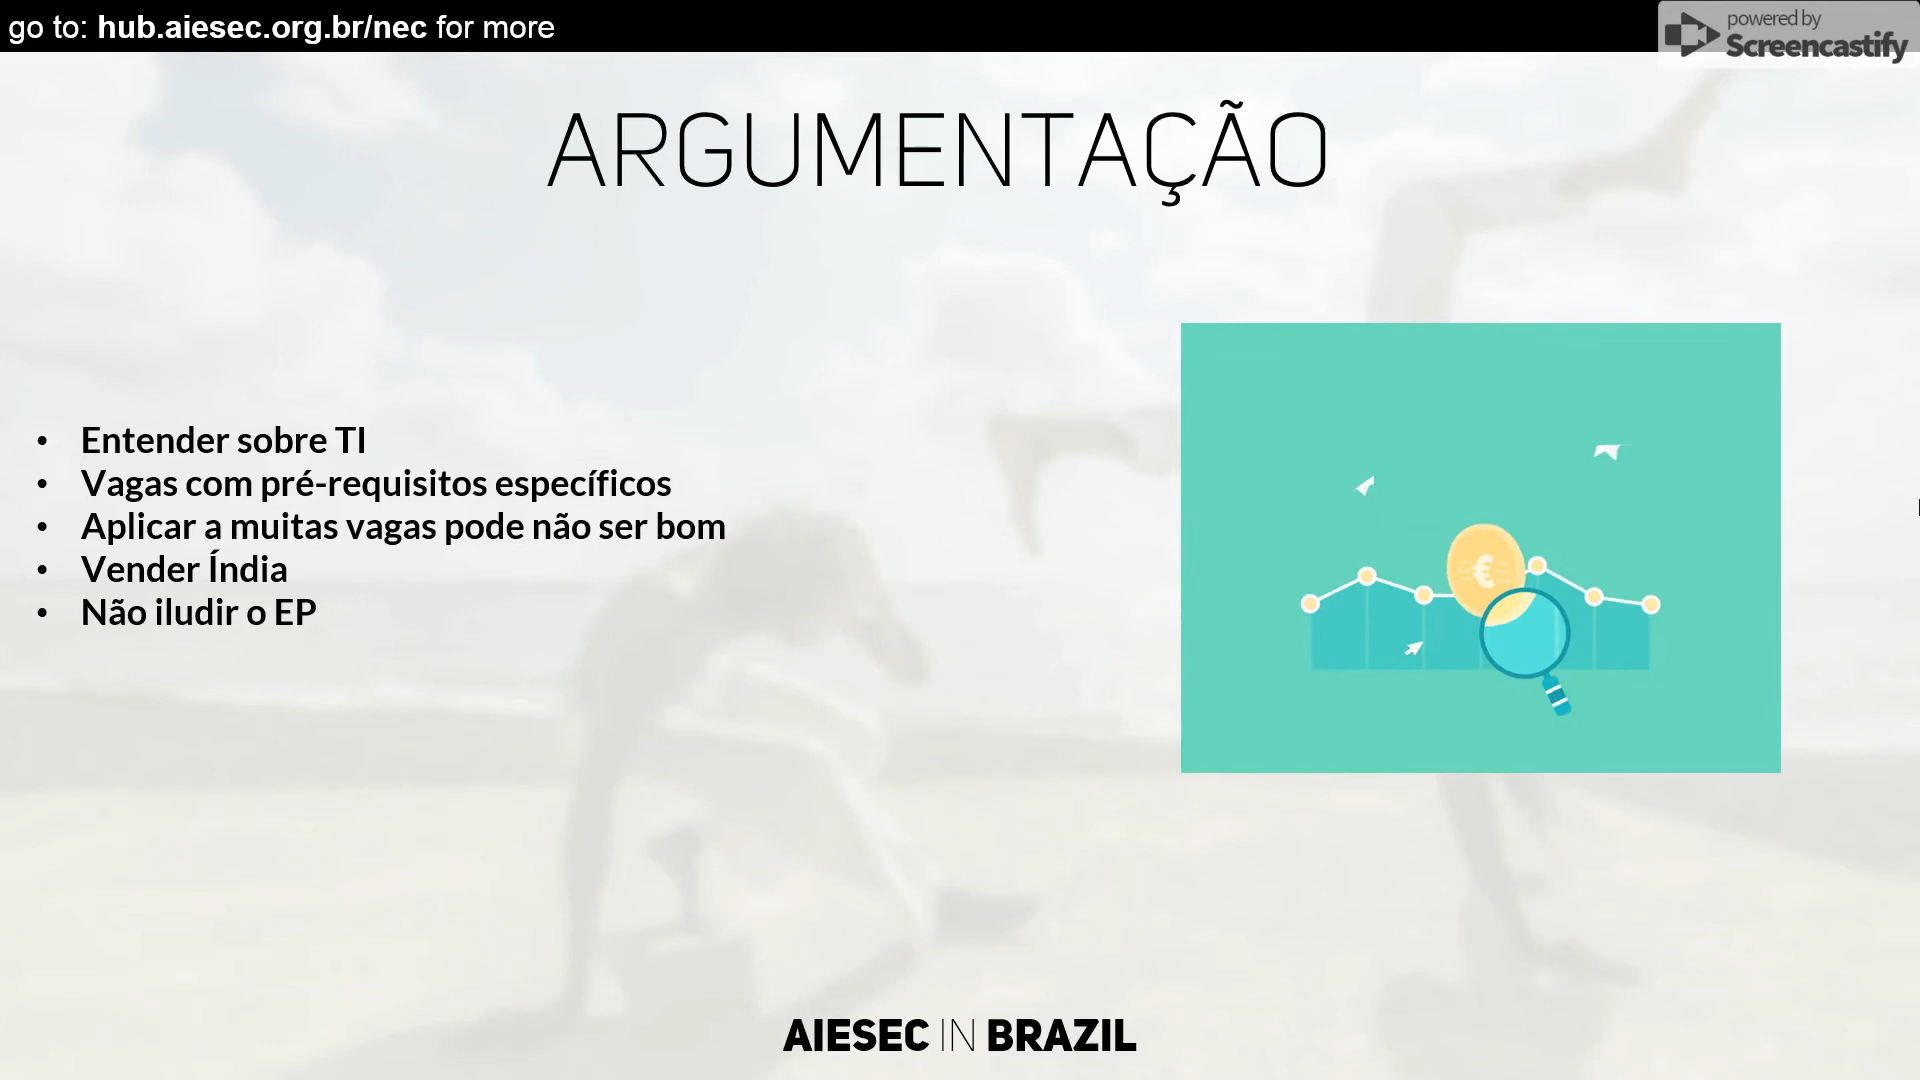 go to: hub.aiesec.org.br/nec for more
powered by
Screencastify
ARGUMENTAÇÃO
• Entender sobre TI
• Vagas com pré-requisitos específicos
• Aplicar a muitas vagas pode não ser bom
• Vender Índia
• Não iludir o EP
€
AIESEC IN BRAZIL